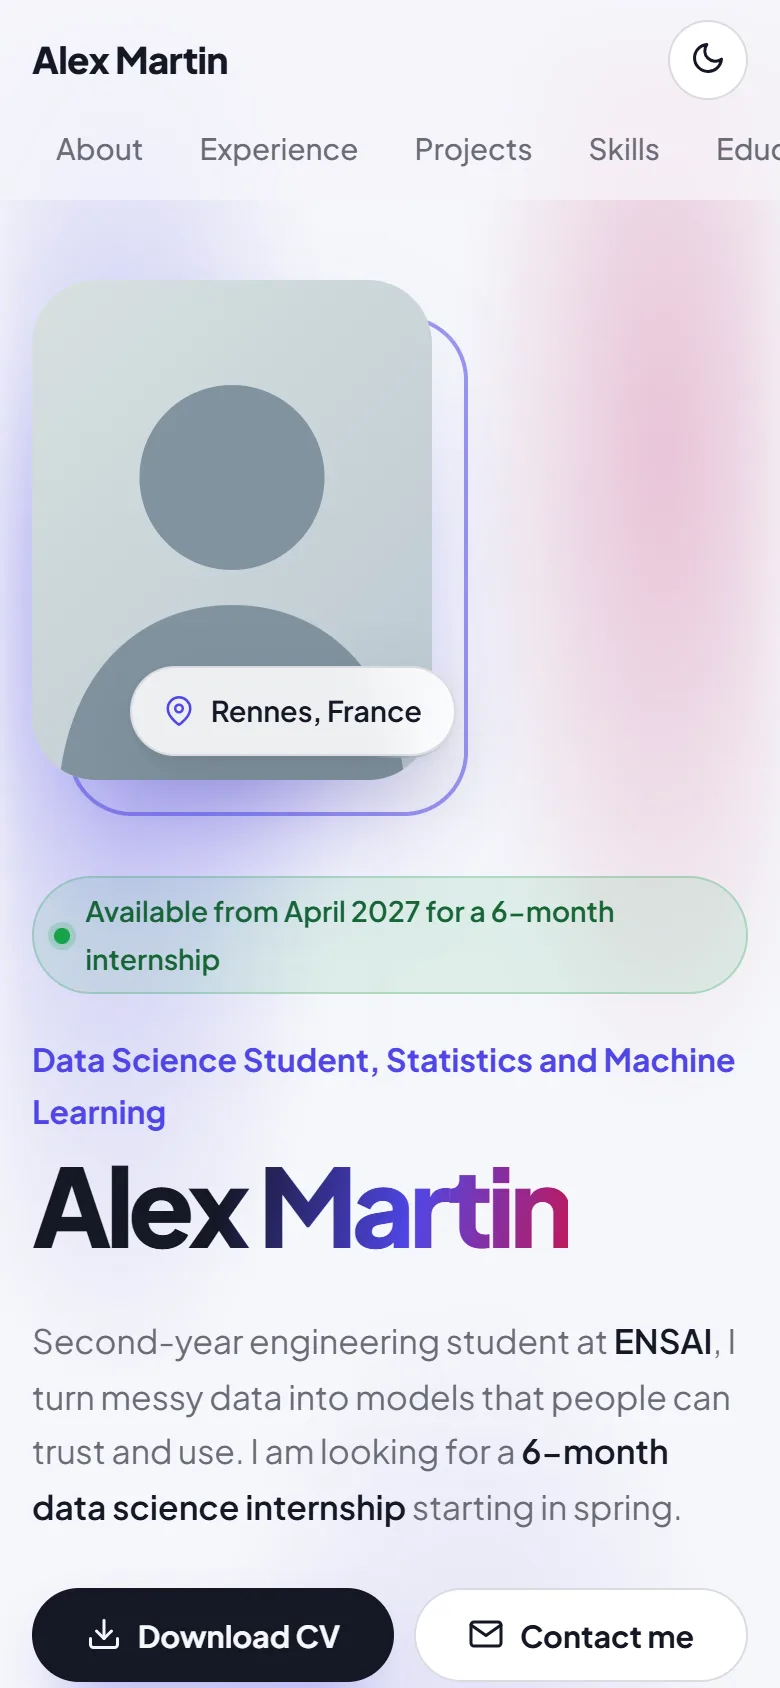 Alex Martin
About Experience Projects Skills Educ
Rennes, France
Available from April 2027 for a 6-month
internship
Data Science Student, Statistics and Machine
Learning
Alex Martin
Second-year engineering student at ENSAI, I
turn messy data into models that people can
trust and use. I am looking for a 6-month
data science internship starting in spring.
Download CV Contact me